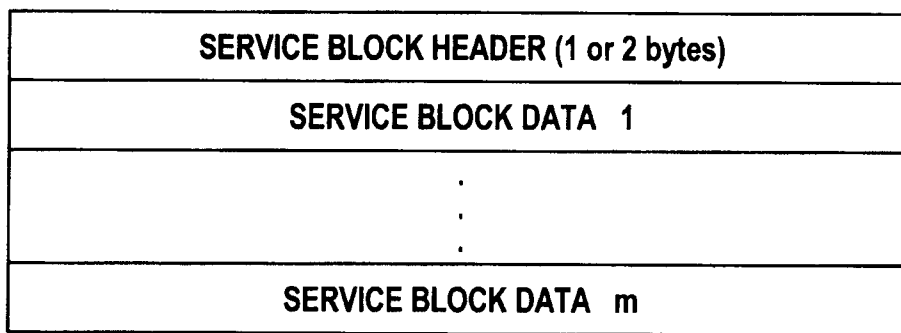 SERVICE BLOCK HEADER (1 or 2 bytes)
SERVICE BLOCK DATA 1
.
.
.
SERVICE BLOCK DATA m